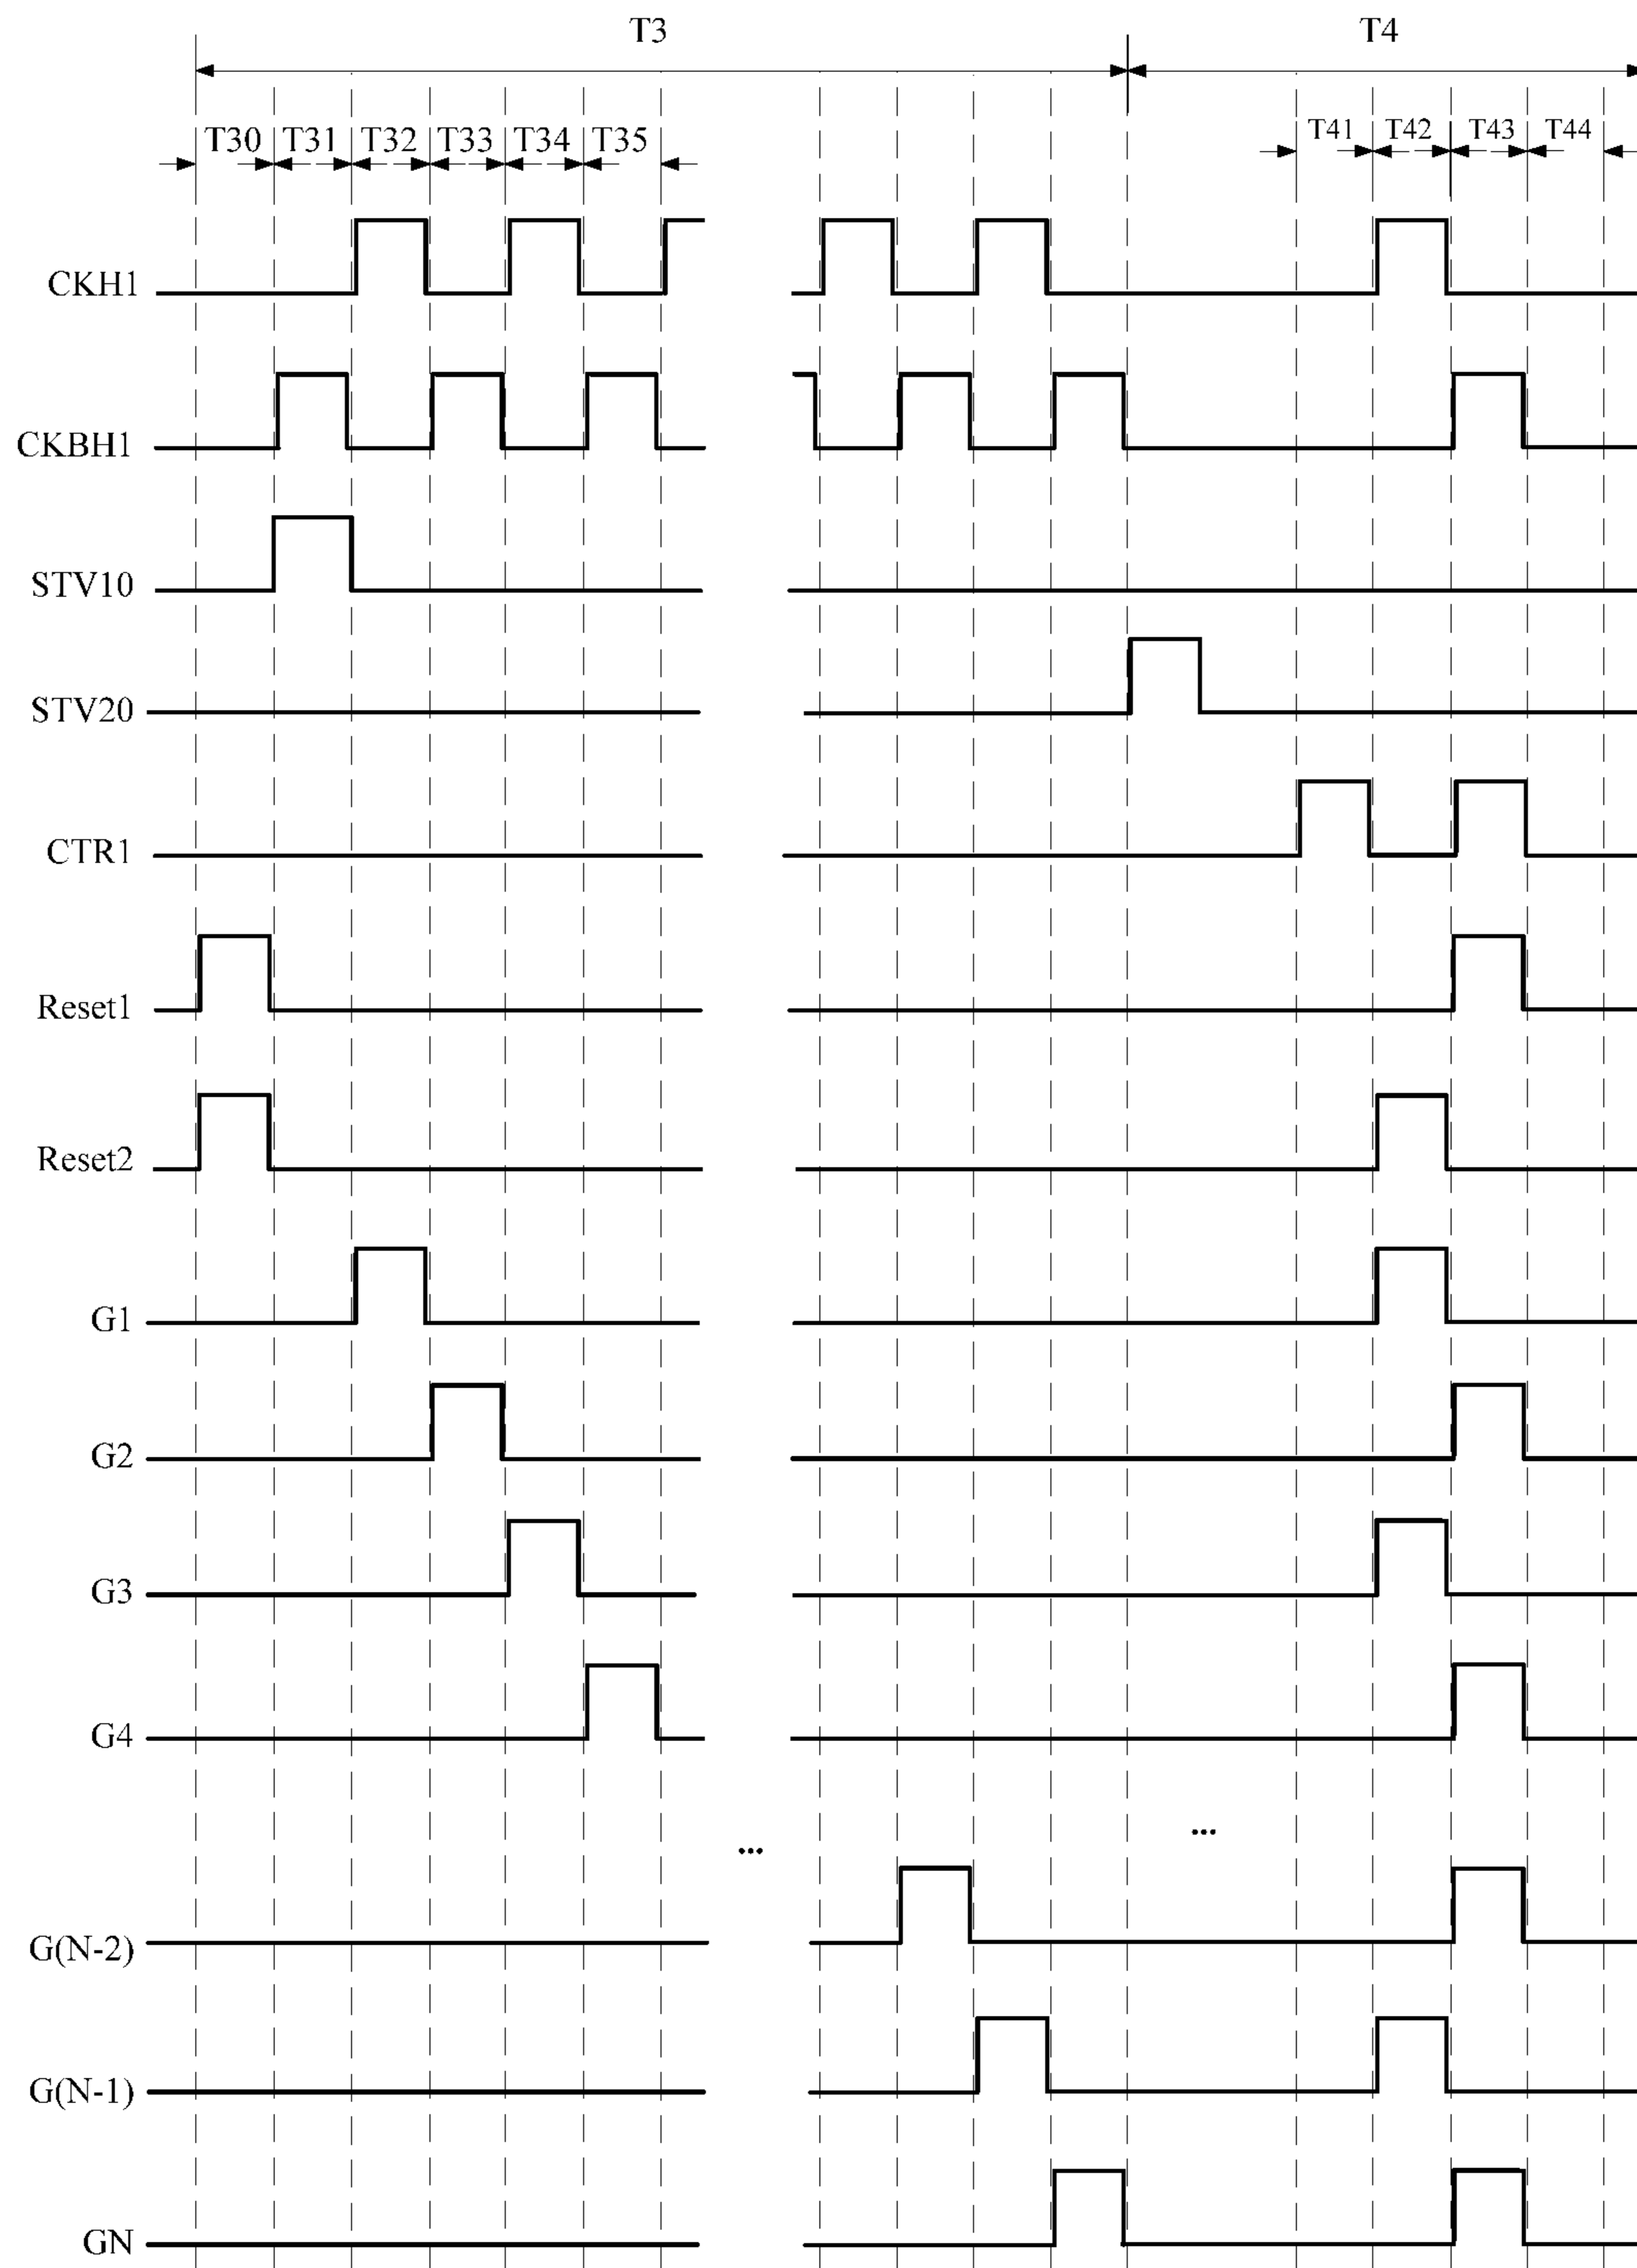 T3 T4
T30 T31 T32 T33 T34 T35 T41 T42 T43 T44
CKH1
CKBH1
STV10
STV20
CTR1
Reset1
Reset2
G1
G2
G3
G4
... ...
G(N-2)
G(N-1)
GN